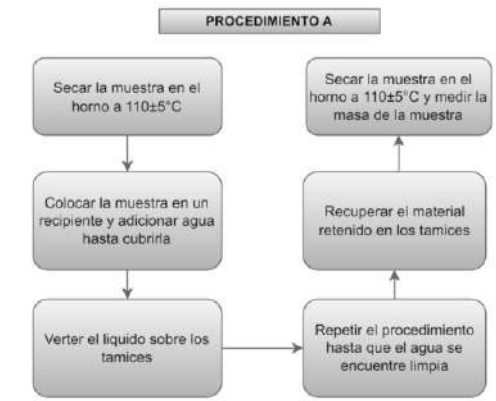 PROCEDIMIENTO A
Secar la muestra en el
horno a 110±5°C
Colocar la muestra en un
recipiente y adicionar agua
hasta cubrirla
Verter el liquido sobre los
tamices
Repetir el procedimiento
hasta que el agua se
encuentre limpia
Recuperar el material
retenido en los tamices
Secar la muestra en el
horno a 110±5°C y medir la
masa de la muestra